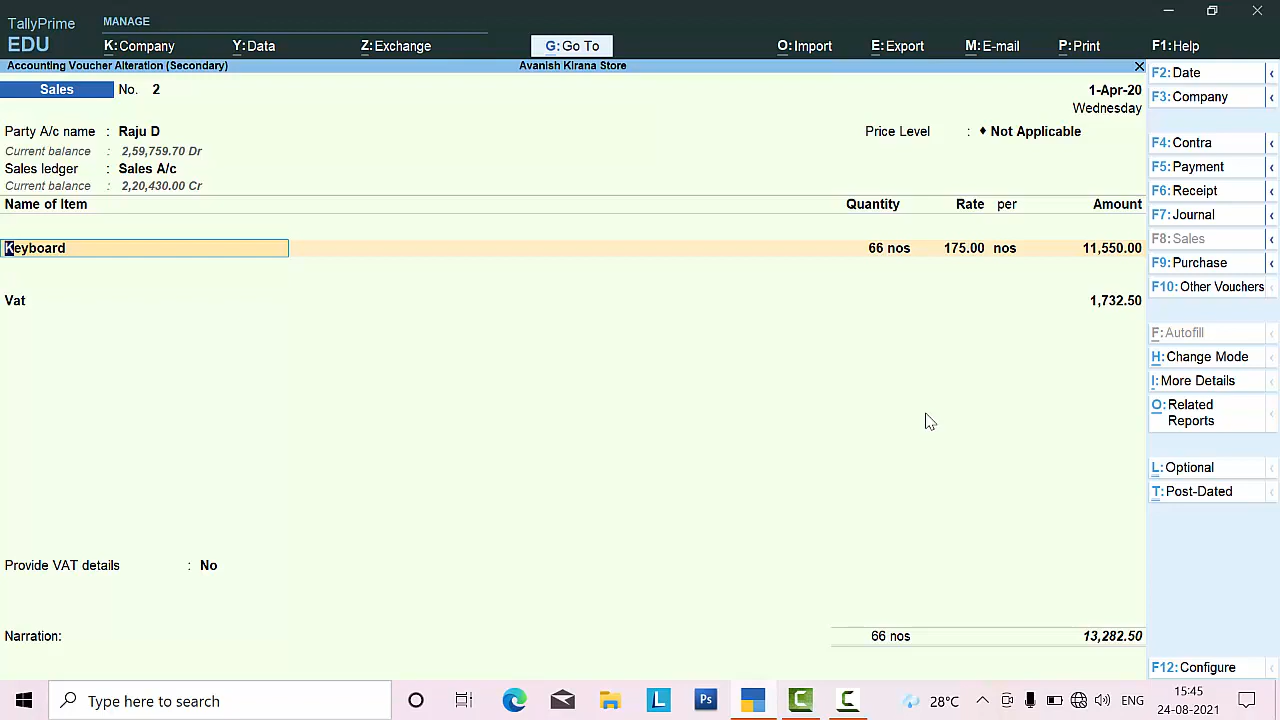 TallyPrime
EDU
MANAGE
K:Company
Y:Data
Z:Exchange
G:Go To
O:Import
E:Export
M:E-mail
P:Print
F1:Help
Accounting Voucher Alteration (Secondary)
Avanish Kirana Store
Sales No. 2
1-Apr-20
Wednesday
Party A/c name : Raju D
Price Level : ♦ Not Applicable
Current balance : 2,59,759.70 Dr
Sales ledger : Sales A/c
Current balance : 2,20,430.00 Cr
Name of Item Quantity Rate per Amount
Keyboard 66 nos 175.00 nos 11,550.00
Vat 1,732.50
Provide VAT details : No
Narration: 66 nos 13,282.50
F2:Date
F3:Company
F4:Contra
F5:Payment
F6:Receipt
F7:Journal
F8:Sales
F9:Purchase
F10:Other Vouchers
F:Autofill
H:Change Mode
I:More Details
O:Related
Reports
L:Optional
T:Post-Dated
F12:Configure
Type here to search
L
Ps
28°C
ENG
15:45
24-08-2021